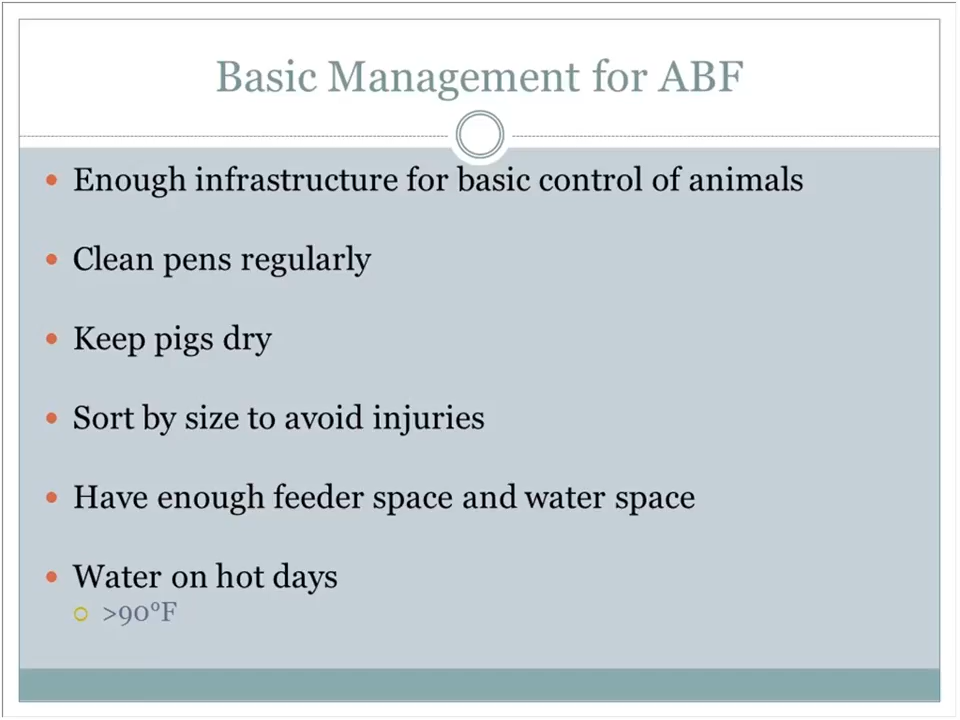 Basic Management for ABF
Enough infrastructure for basic control of animals
Clean pens regularly
Keep pigs dry
Sort by size to avoid injuries
Have enough feeder space and water space
Water on hot days
>90°F